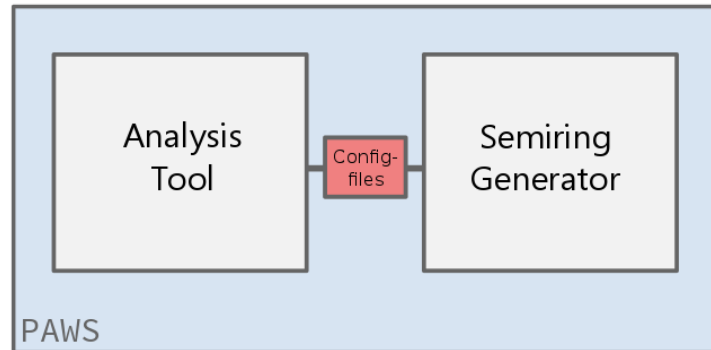 Analysis
Tool
Config-
files
Semiring
Generator
PAWS